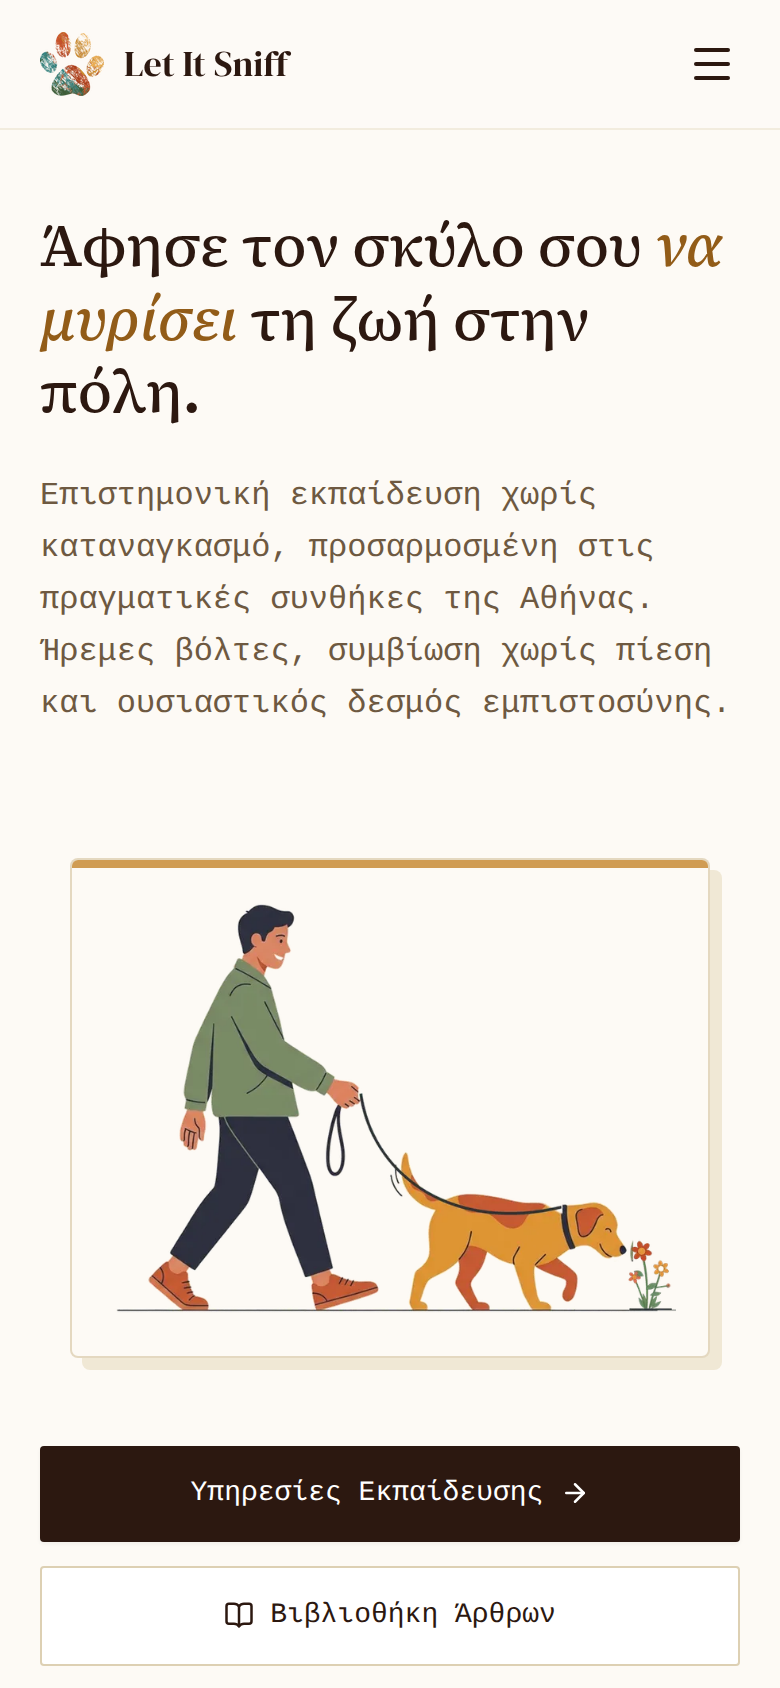 Let It Sniff
Άφησε τον σκύλο σου να
μυρίσει τη ζωή στην
πόλη.
Επιστημονική εκπαίδευση χωρίς
καταναγκασμό, προσαρμοσμένη στις
πραγματικές συνθήκες της Αθήνας.
Ήρεμες βόλτες, συμβίωση χωρίς πίεση
και ουσιαστικός δεσμός εμπιστοσύνης.
Υπηρεσίες Εκπαίδευσης →
Βιβλιοθήκη Άρθρων